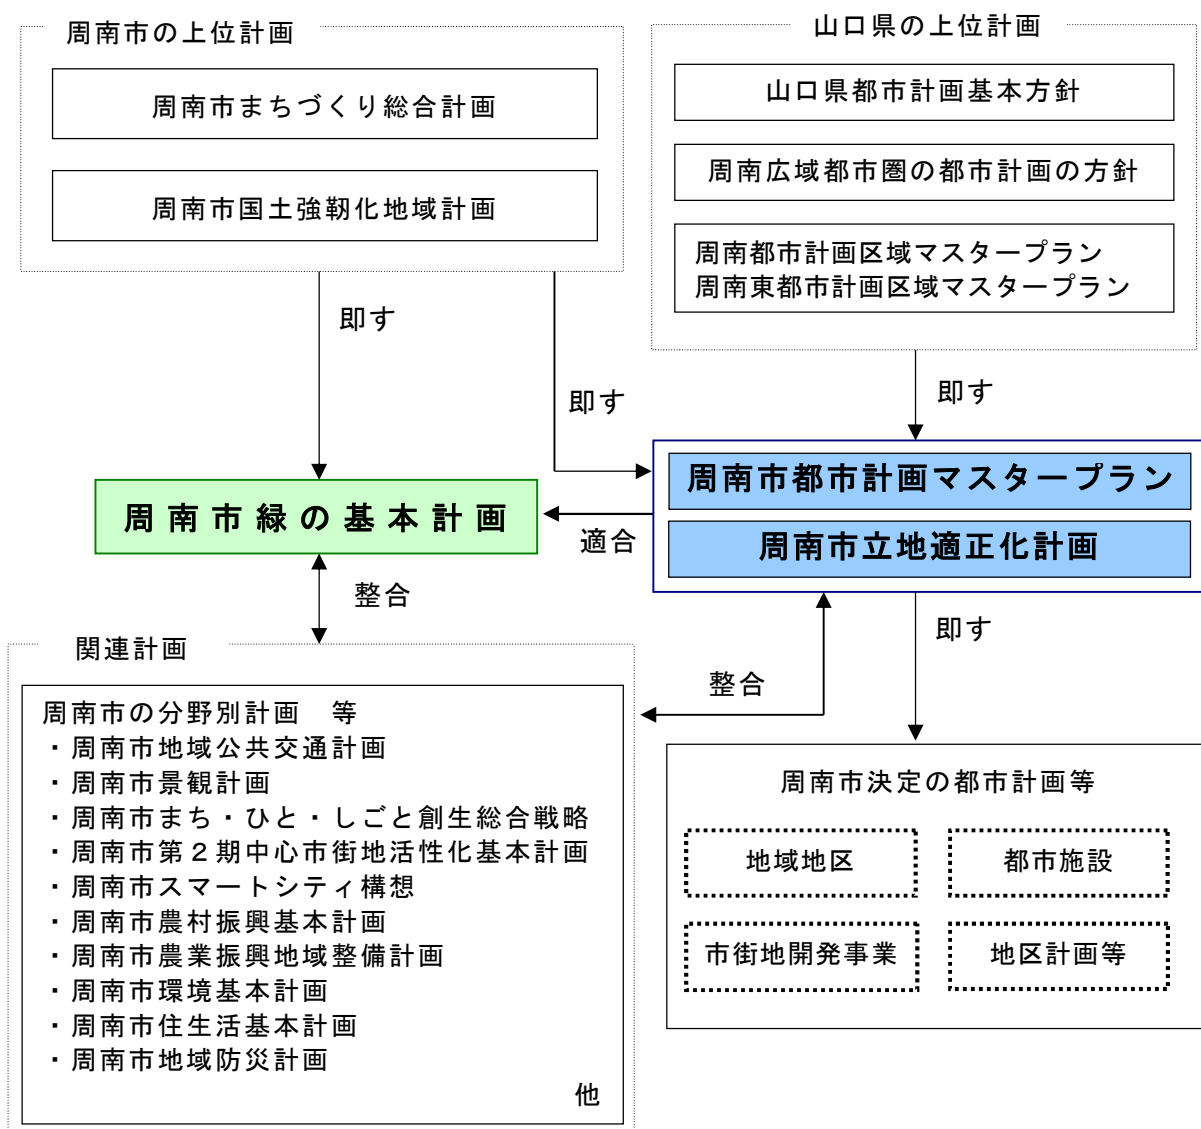 周南市の上位計画
周南市まちづくり総合計画
周南市国土強靭化地域計画
山口県の上位計画
山口県都市計画基本方針
周南広域都市圏の都市計画の方針
周南都市計画区域マスタープラン
周南東都市計画区域マスタープラン
即す
即す
即す
周南市都市計画マスタープラン
周南市立地適正化計画
周南市緑の基本計画
適合
整合
即す
整合
関連計画
周南市の分野別計画　等
・周南市地域公共交通計画
・周南市景観計画
・周南市まち・ひと・しごと創生総合戦略
・周南市第２期中心市街地活性化基本計画
・周南市スマートシティ構想
・周南市農村振興基本計画
・周南市農業振興地域整備計画
・周南市環境基本計画
・周南市住生活基本計画
・周南市地域防災計画
他
周南市決定の都市計画等
地域地区
都市施設
市街地開発事業
地区計画等